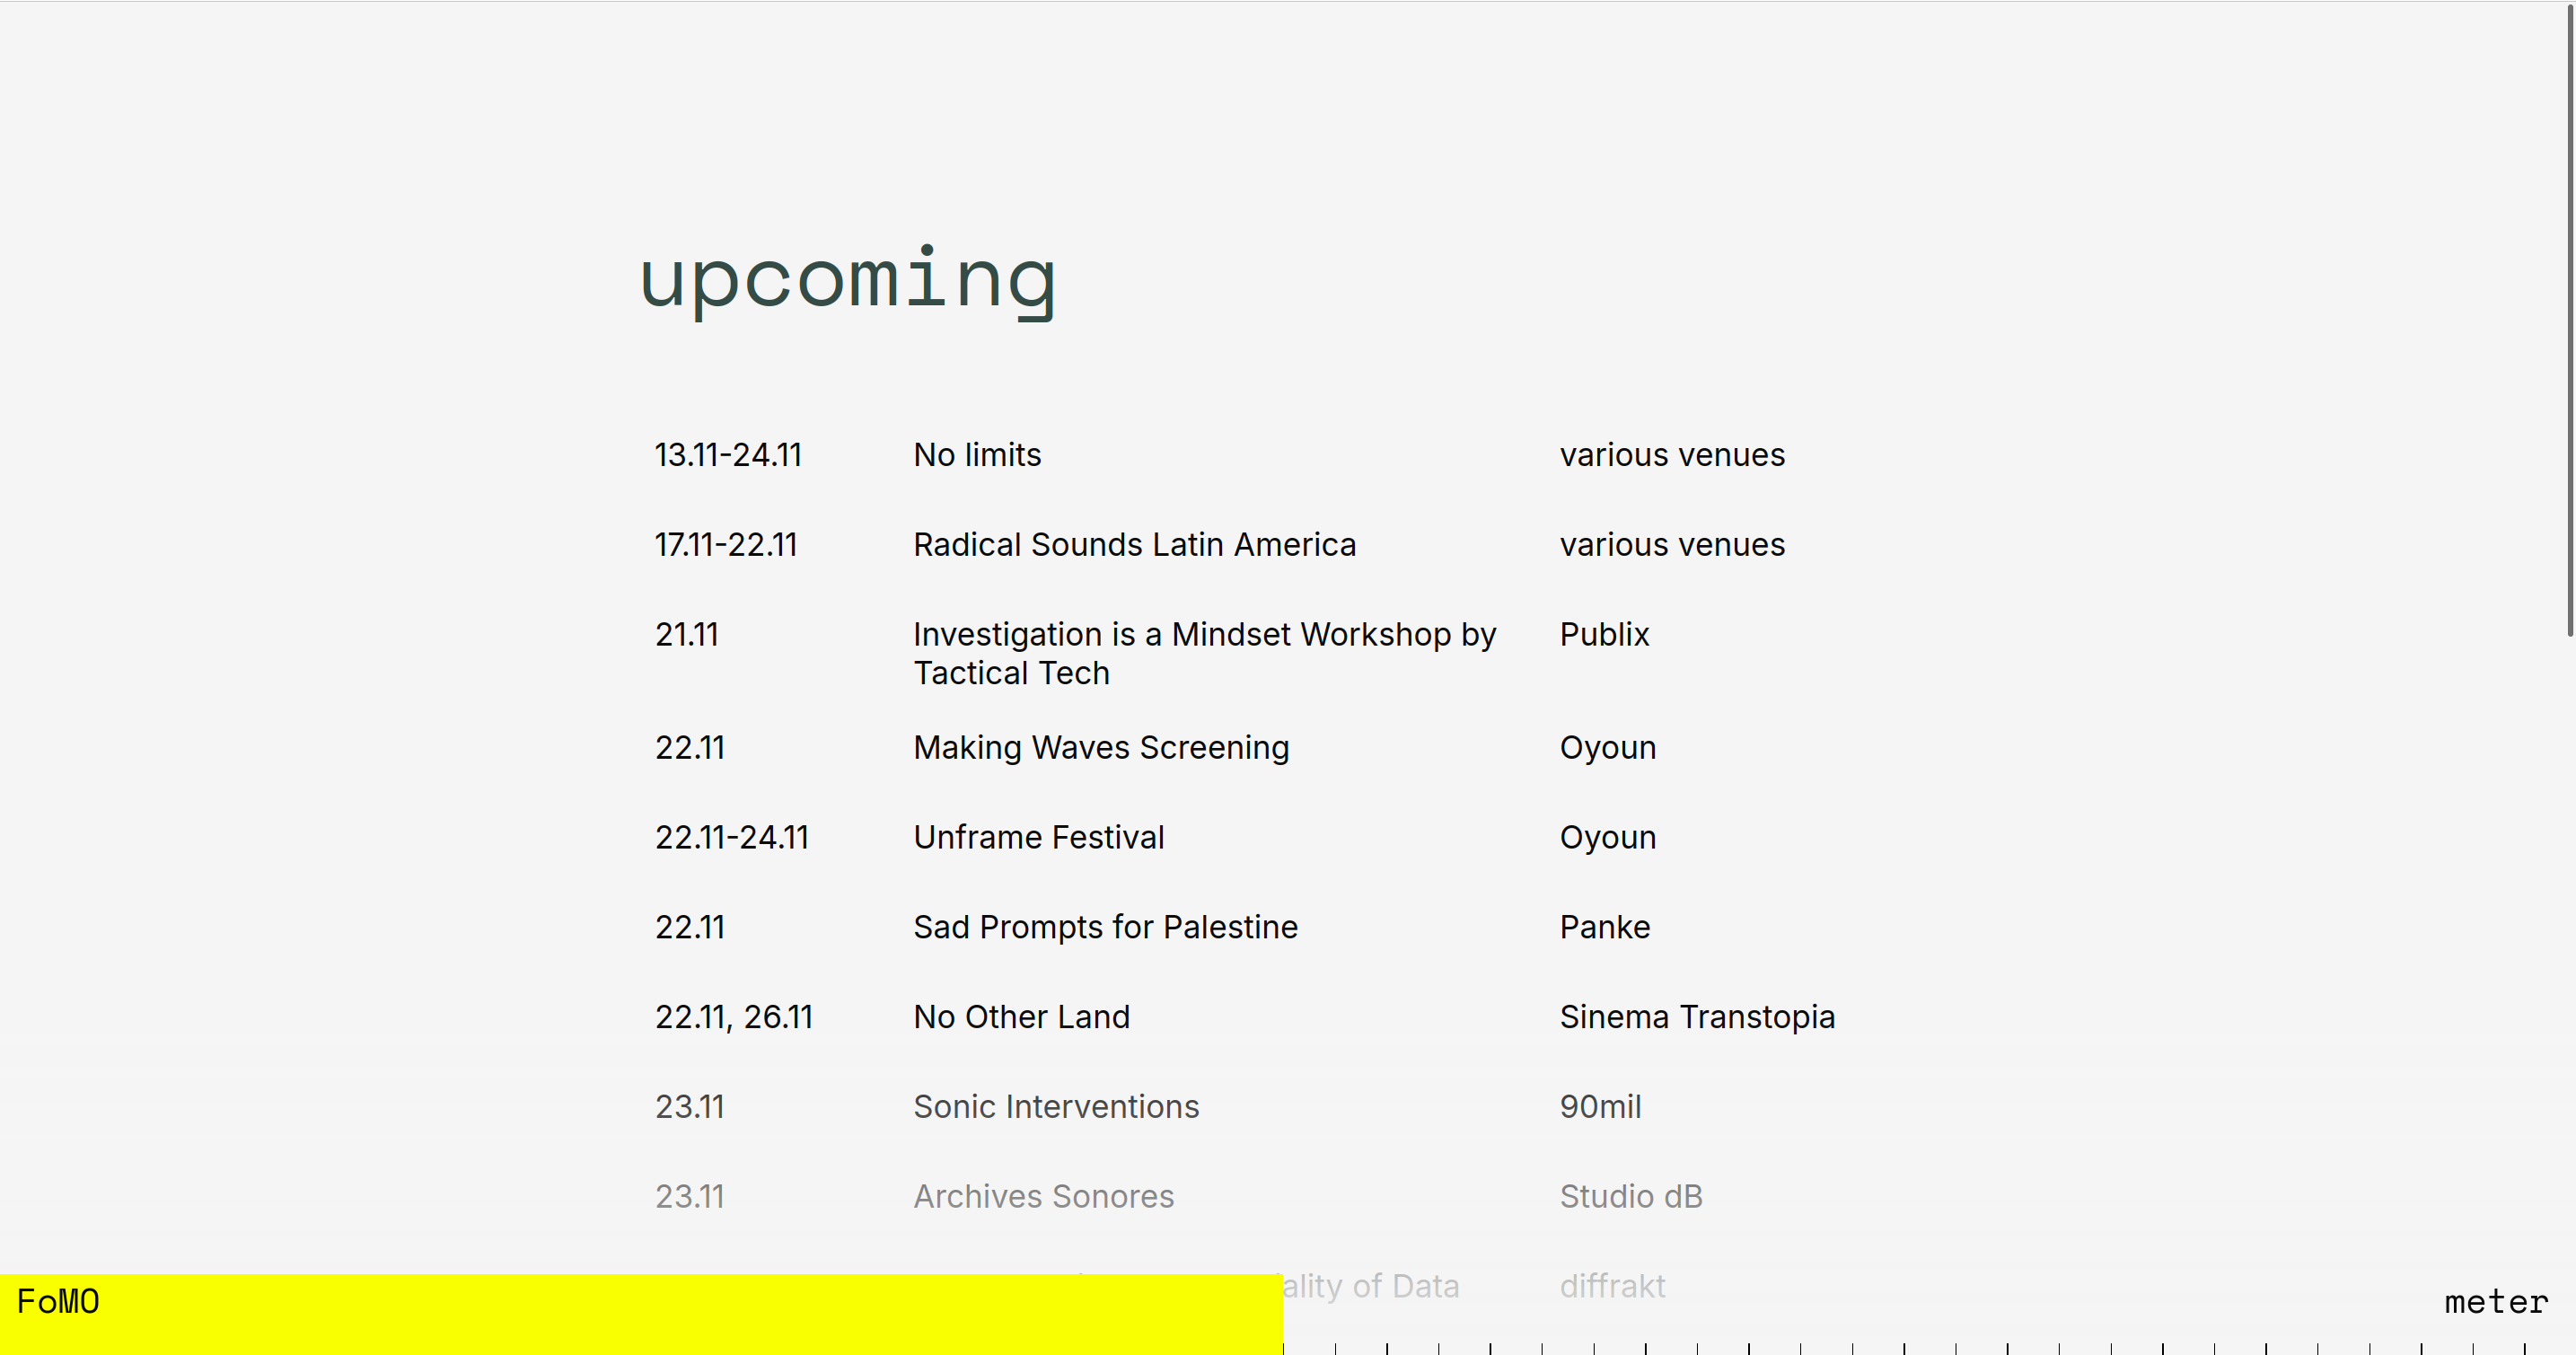 upcoming
13.11-24.11 No limits various venues
17.11-22.11 Radical Sounds Latin America various venues
21.11 Investigation is a Mindset Workshop by Publix
Tactical Tech
22.11 Making Waves Screening Oyoun
22.11-24.11 Unframe Festival Oyoun
22.11 Sad Prompts for Palestine Panke
22.11, 26.11 No Other Land Sinema Transtopia
23.11 Sonic Interventions 90mil
23.11 Archives Sonores Studio dB
of Data diffrakt
FoMO meter